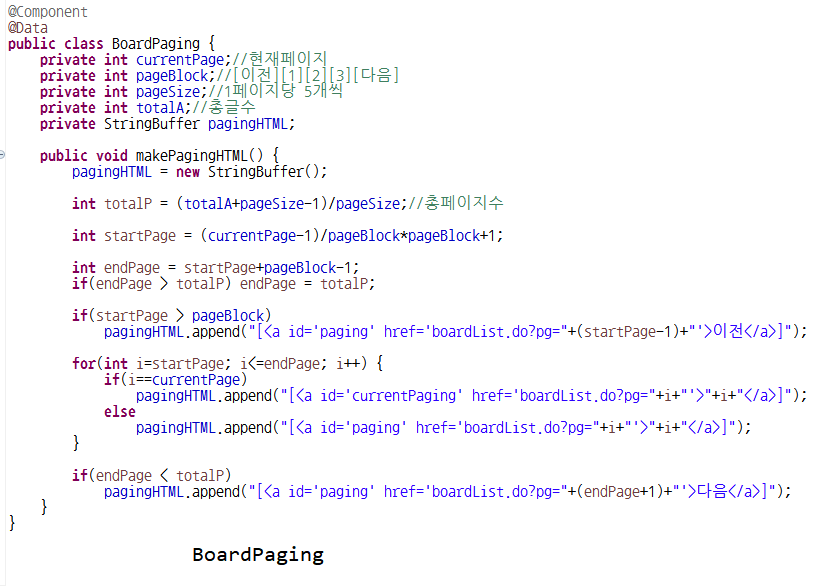 @Component
@Data
public class BoardPaging {
private int currentPage;//현재페이지
private int pageBlock;//[이전][1][2][3][다음]
private int pageSize;//1페이지당 5개씩
private int totalA;//총글수
private StringBuffer pagingHTML;
public void makePagingHTML() {
pagingHTML = new StringBuffer();
int totalP = (totalA+pageSize-1)/pageSize;//총페이지수
int startPage = (currentPage-1)/pageBlock*pageBlock+1;
int endPage = startPage+pageBlock-1;
if(endPage > totalP) endPage = totalP;
if(startPage > pageBlock)
pagingHTML.append("[<a id='paging' href='boardList.do?pg="+(startPage-1)+"'>이전</a>]");
for(int i=startPage; i<=endPage; i++) {
if(i==currentPage)
pagingHTML.append("[<a id='currentPaging' href='boardList.do?pg="+i+"'>"+i+"</a>]");
else
pagingHTML.append("[<a id='paging' href='boardList.do?pg="+i+"'>"+i+"</a>]");
}
if(endPage < totalP)
pagingHTML.append("[<a id='paging' href='boardList.do?pg="+(endPage+1)+"'>다음</a>]");
}
}
BoardPaging